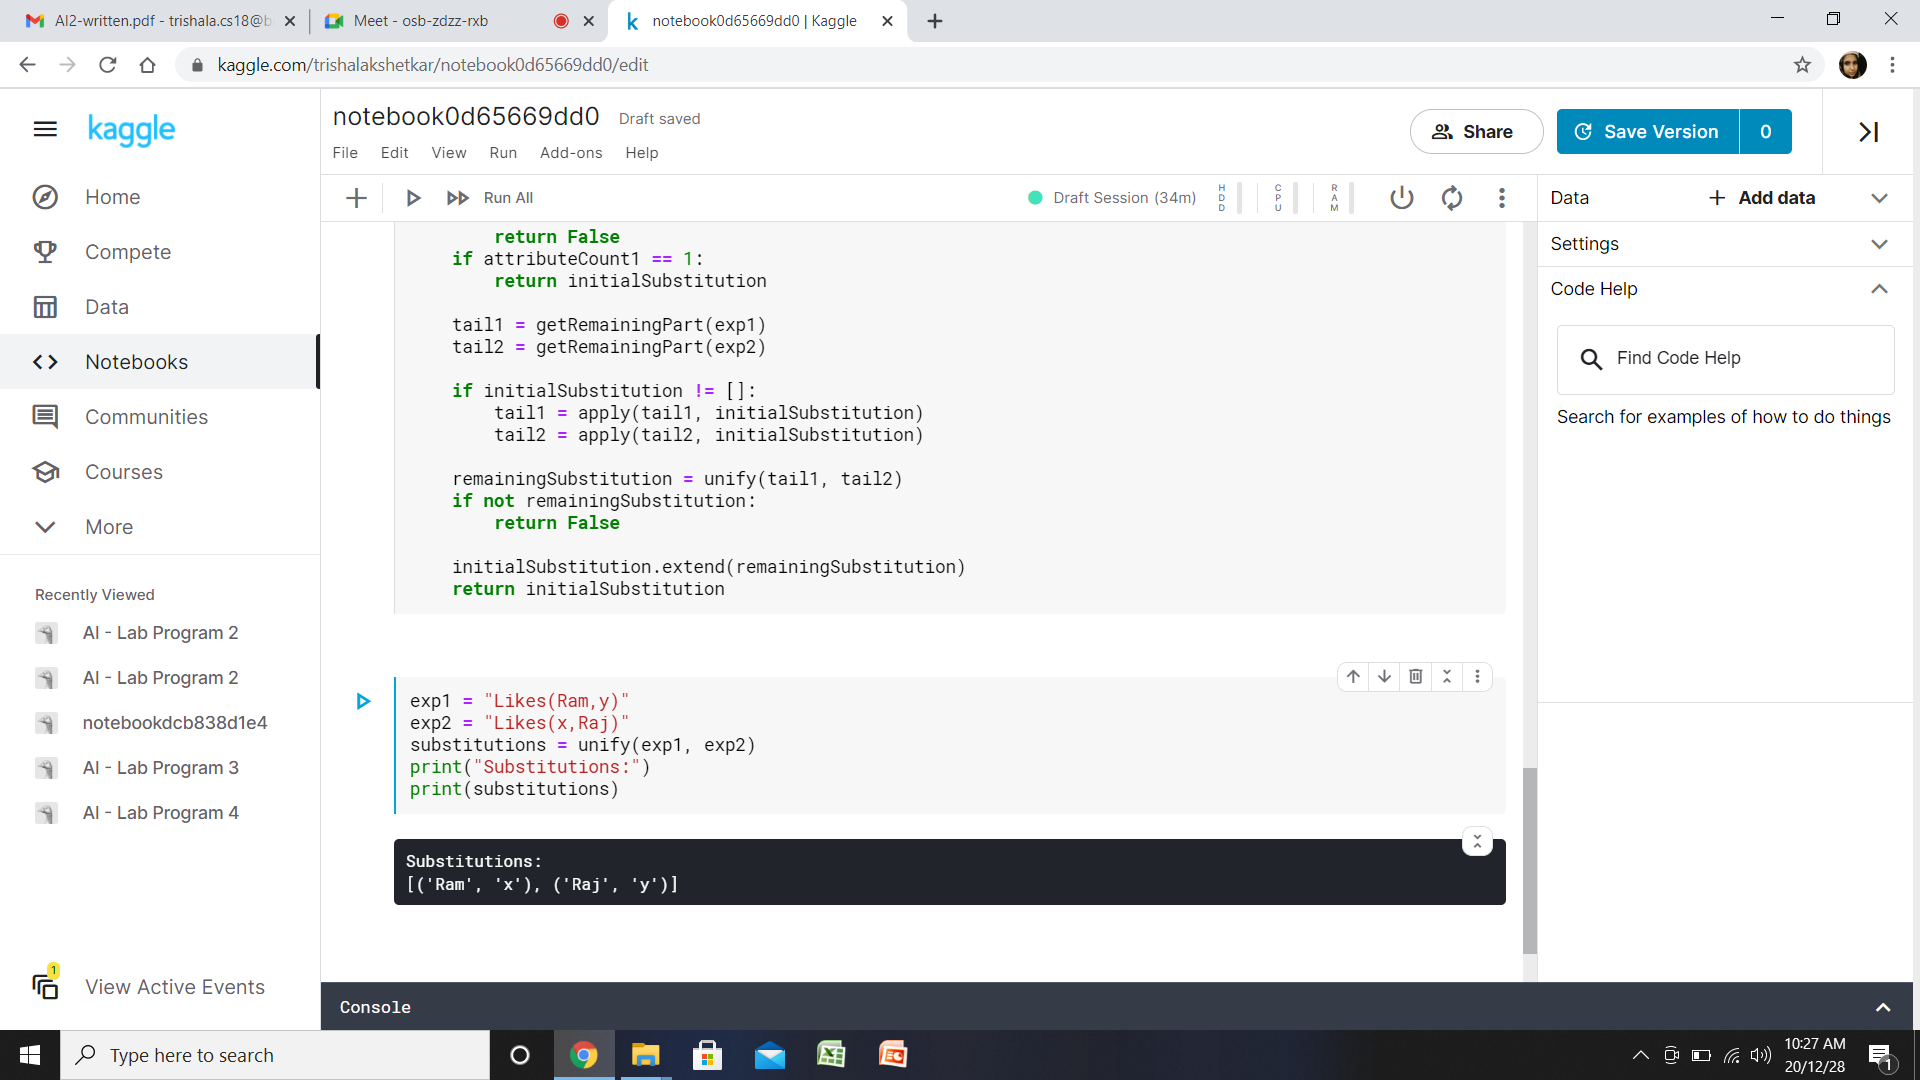 AI2-written.pdf - trishala.cs18@b
Meet - osb-zdzz-rxb
notebook0d65669dd0 | Kaggle
kaggle.com/trishalakshetkar/notebook0d65669dd0/edit
kaggle
Home
Compete
Data
Notebooks
Communities
Courses
More
Recently Viewed
AI - Lab Program 2
AI - Lab Program 2
notebookdcb838d1e4
AI - Lab Program 3
AI - Lab Program 4
1
View Active Events
notebook0d65669dd0 Draft saved
File Edit View Run Add-ons Help
Share
Save Version 0
Run All
Draft Session (34m)
HDD
CPU
RAM
return False
if attributeCount1 == 1:
return initialSubstitution
tail1 = getRemainingPart(exp1)
tail2 = getRemainingPart(exp2)
if initialSubstitution != []:
tail1 = apply(tail1, initialSubstitution)
tail2 = apply(tail2, initialSubstitution)
remainingSubstitution = unify(tail1, tail2)
if not remainingSubstitution:
return False
initialSubstitution.extend(remainingSubstitution)
return initialSubstitution
exp1 = "Likes(Ram,y)"
exp2 = "Likes(x,Raj)"
substitutions = unify(exp1, exp2)
print("Substitutions:")
print(substitutions)
Substitutions:
[('Ram', 'x'), ('Raj', 'y')]
Console
Data
Add data
Settings
Code Help
Find Code Help
Search for examples of how to do things
Type here to search
10:27 AM
20/12/28
1